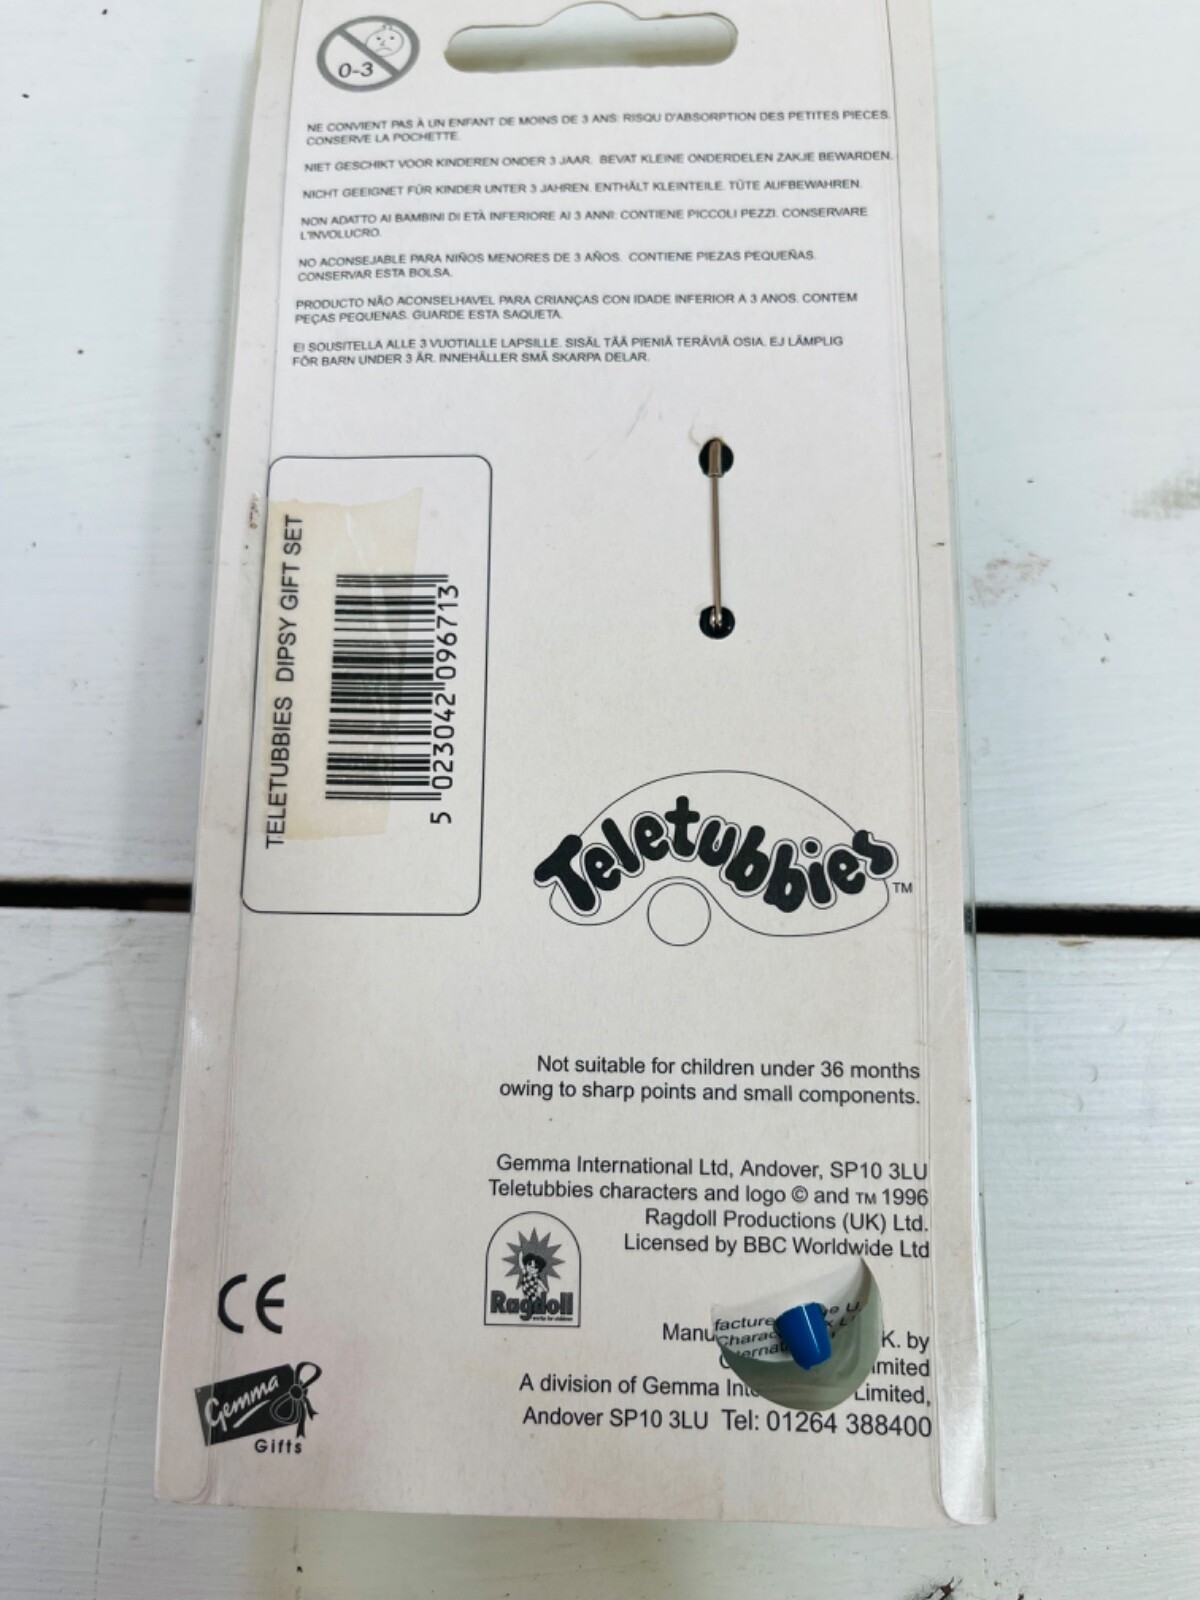 0-3
NE CONVIENT PAS À UN ENFANT DE MOINS DE 3 ANS: RISQU D'ABSORPTION DES PETITES PIECES.
CONSERVE LA POCHETTE.
NIET GESCHIKT VOOR KINDEREN ONDER 3 JAAR. BEVAT KLEINE ONDERDELEN ZAKJE BEWARDEN.
NICHT GEEIGNET FÜR KINDER UNTER 3 JAHREN. ENTHÄLT KLEINTEILE. TÜTE AUFBEWAHREN.
NON ADATTO AI BAMBINI DI ETÀ INFERIORE AI 3 ANNI: CONTIENE PICCOLI PEZZI. CONSERVARE
L'INVOLUCRO.
NO ACONSEJABLE PARA NIÑOS MENORES DE 3 AÑOS. CONTIENE PIEZAS PEQUEÑAS.
CONSERVAR ESTA BOLSA.
PRODUCTO NÃO ACONSELHAVEL PARA CRIANÇAS CON IDADE INFERIOR A 3 ANOS. CONTEM
PEÇAS PEQUENAS. GUARDE ESTA SAQUETA.
EI SOUSITELLA ALLE 3 VUOTIALLE LAPSILLE. SISÄL TÄÄ PIENIÄ TERÄVIÄ OSIA. EJ LÄMPLIG
FÖR BARN UNDER 3 ÅR. INNEHÅLLER SMÅ SKARPA DELAR.
TELETUBBIES DIPSY GIFT SET
5 023042 096713
Teletubbies TM
Not suitable for children under 36 months
owing to sharp points and small components.
Gemma International Ltd, Andover, SP10 3LU
Teletubbies characters and logo © and TM 1996
Ragdoll Productions (UK) Ltd.
Licensed by BBC Worldwide Ltd
Ragdoll
works for children
Manu K. by
A division of Gemma Limited,
Andover SP10 3LU Tel: 01264 388400
CE
Gemma
Gifts